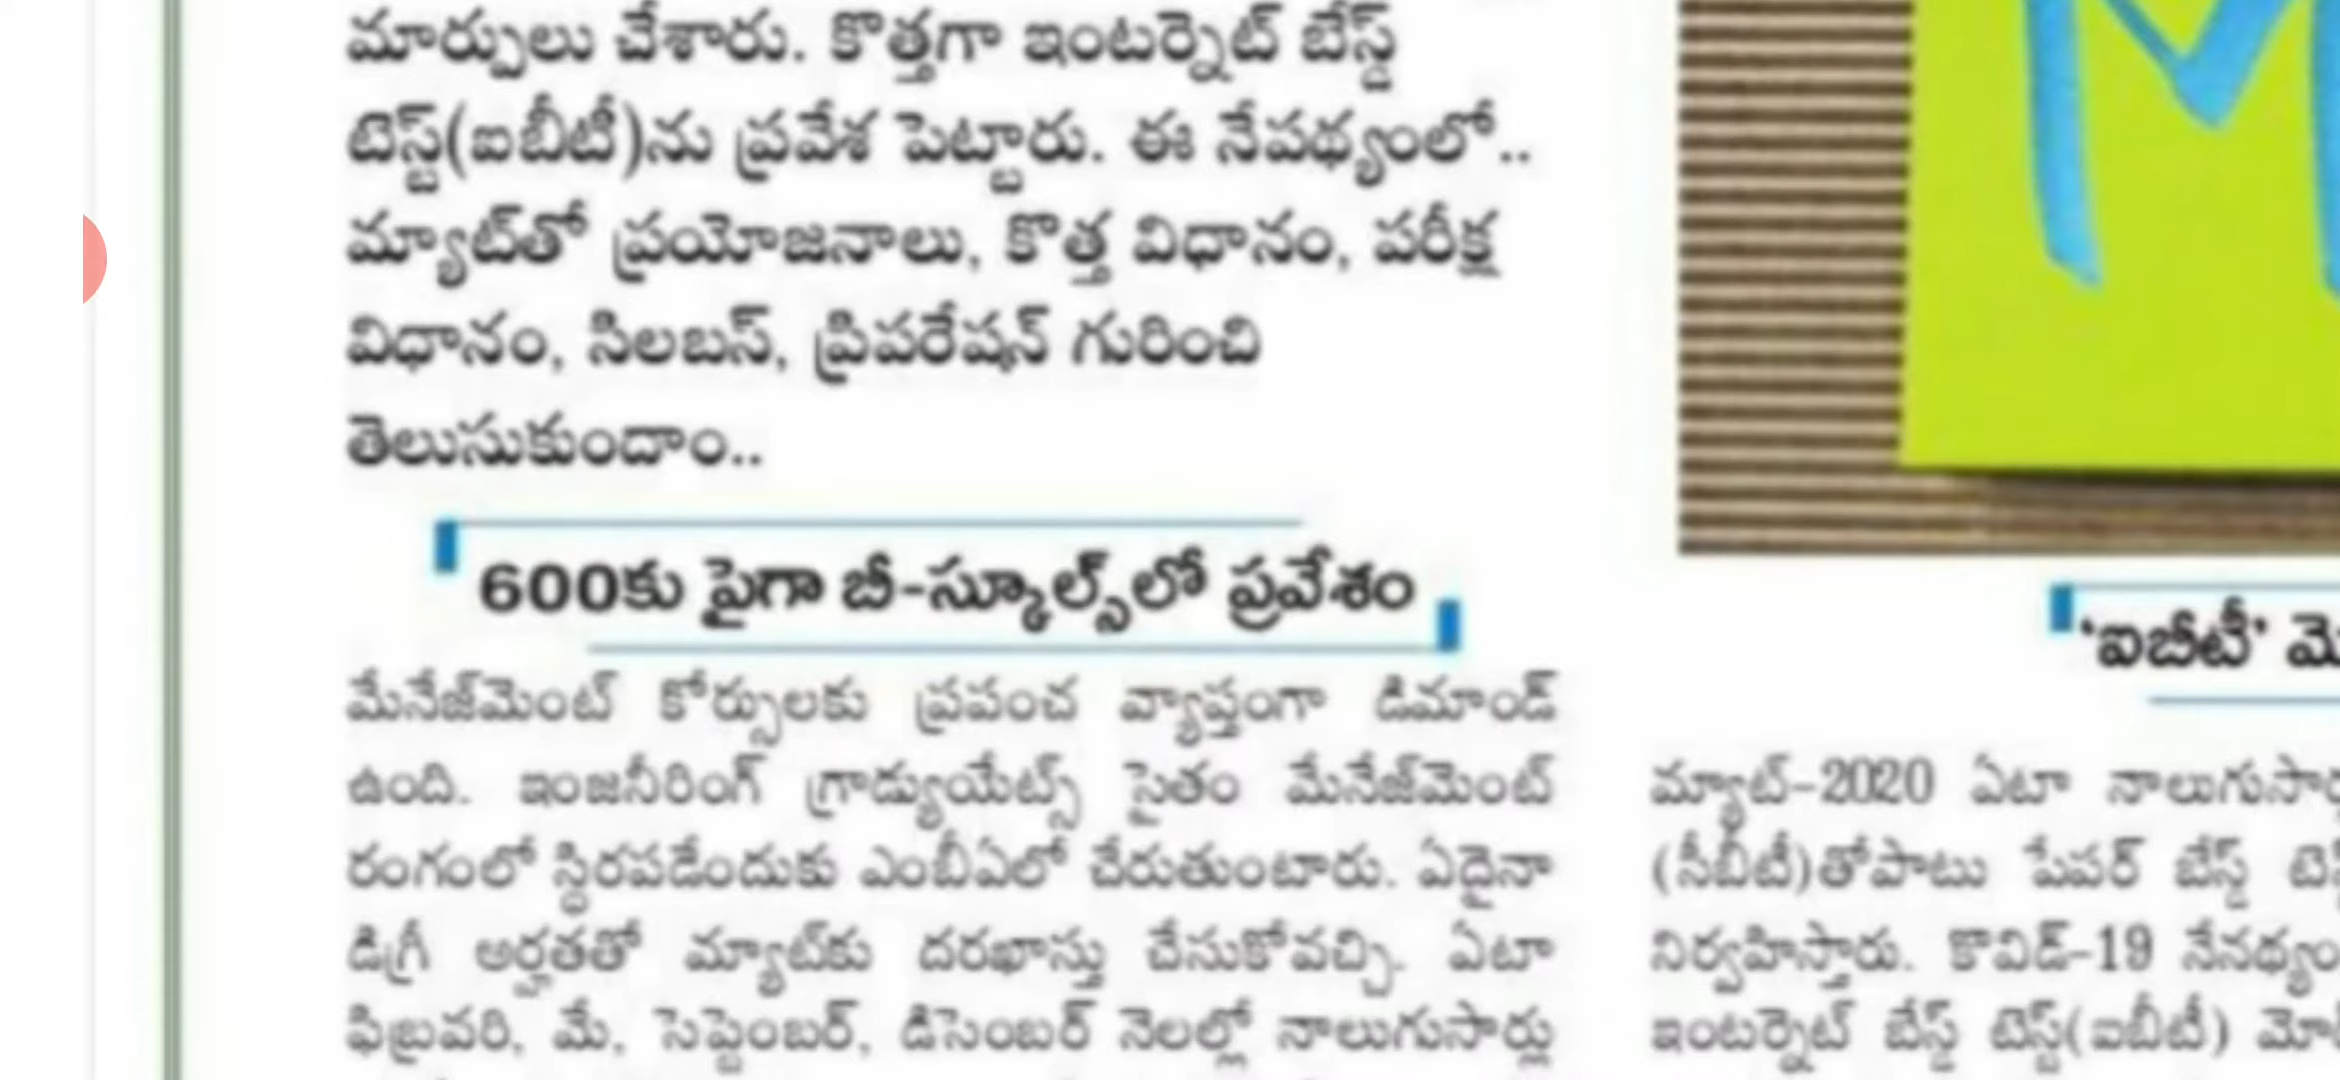 మార్పులు చేశారు. కొత్తగా ఇంటర్నెట్ బేస్డ్
టెస్ట్(ఐబీటీ)ను ప్రవేశ పెట్టారు. ఈ నేపథ్యంలో..
మ్యాట్‌తో ప్రయోజనాలు, కొత్త విధానం, పరీక్ష
విధానం, సిలబస్, ప్రిపరేషన్ గురించి
తెలుసుకుందాం..
600కు పైగా బీ-స్కూల్స్‌లో ప్రవేశం
మేనేజ్‌మెంట్ కోర్సులకు ప్రపంచ వ్యాప్తంగా డిమాండ్
ఉంది. ఇంజనీరింగ్ గ్రాడ్యుయేట్స్ సైతం మేనేజ్‌మెంట్
రంగంలో స్థిరపడేందుకు ఎంబీఏలో చేరుతుంటారు. ఏదైనా
డిగ్రీ అర్హతతో మ్యాట్‌కు దరఖాస్తు చేసుకోవచ్చి. ఏటా
ఫిబ్రవరి, మే, సెప్టెంబర్, డిసెంబర్ నెలల్లో నాలుగుసార్లు
M
'ఐబీటీ'
మ్యాట్-2020 ఏటా
(సీబీటీ)తోపాటు పేపర్ బేస్డ్
నిర్వహిస్తారు. కొవిడ్-19
ఇంటర్నెట్ బేస్డ్ టెస్ట్(ఐబీటీ)